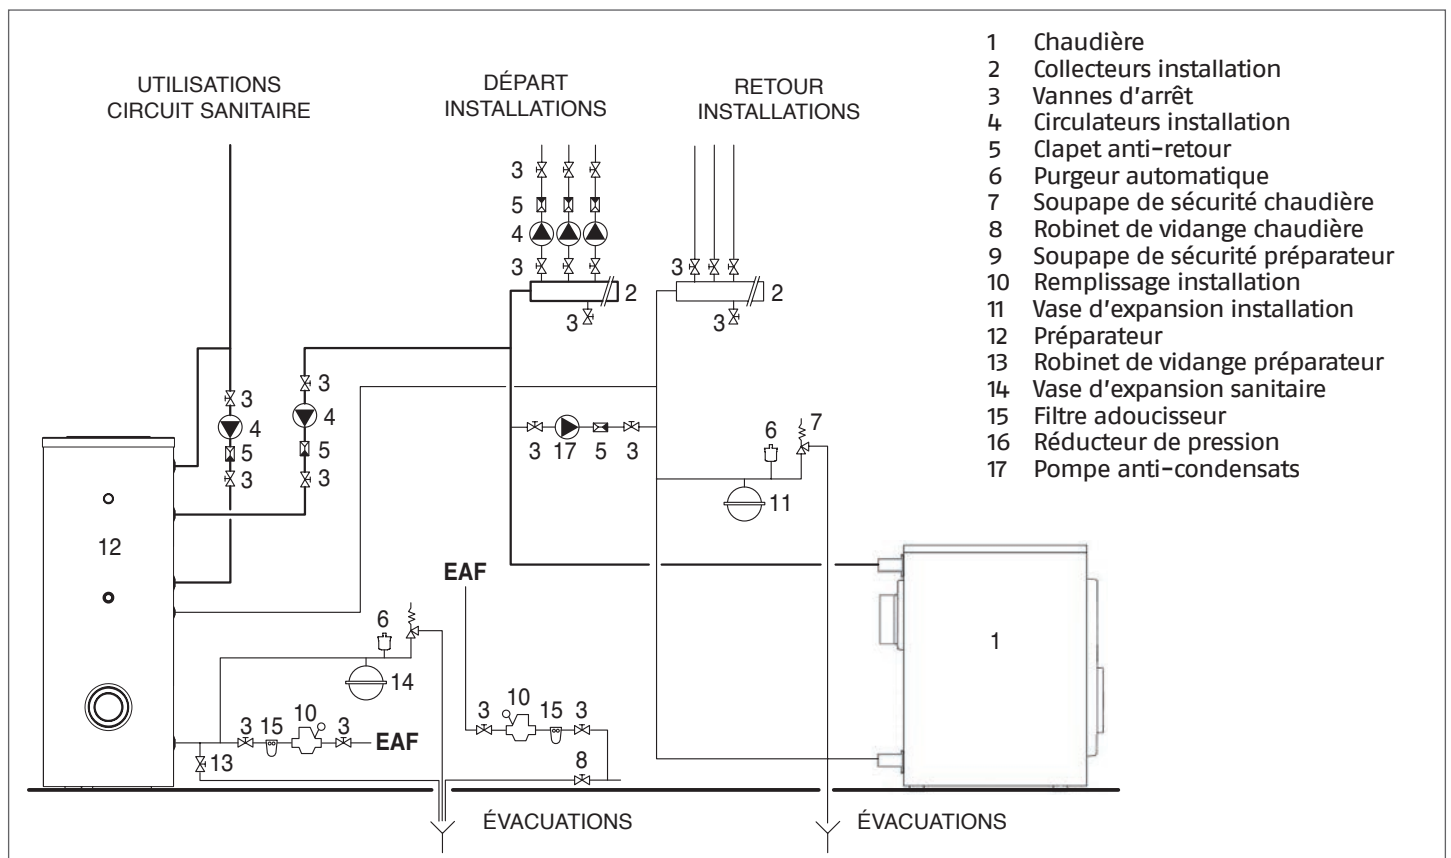 UTILISATIONS
CIRCUIT SANITAIRE
DÉPART
INSTALLATIONS
RETOUR
INSTALLATIONS
1 Chaudière
2 Collecteurs installation
3 Vannes d'arrêt
4 Circulateurs installation
5 Clapet anti-retour
6 Purgeur automatique
7 Soupape de sécurité chaudière
8 Robinet de vidange chaudière
9 Soupape de sécurité préparateur
10 Remplissage installation
11 Vase d'expansion installation
12 Préparateur
13 Robinet de vidange préparateur
14 Vase d'expansion sanitaire
15 Filtre adoucisseur
16 Réducteur de pression
17 Pompe anti-condensats
3
5
4
3
2
3
3
2
3
3
4
5
3
3
4
5
3
3 17 5 3
6
7
11
12
EAF
1
6
14
3 15 10 3
EAF
13
3 10 15 3
8
ÉVACUATIONS
ÉVACUATIONS